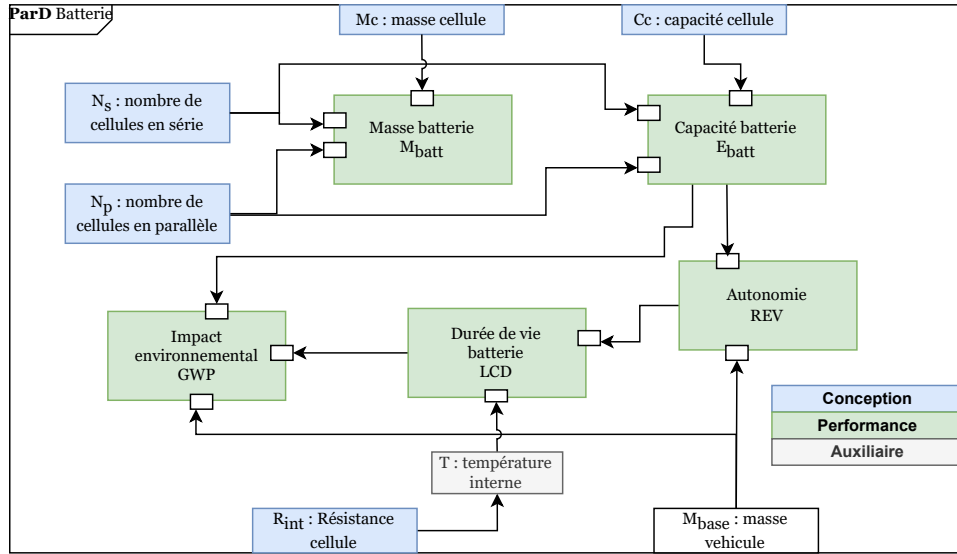 ParD Batterie
Mc : masse cellule
Cc : capacité cellule
Ns : nombre de
cellules en série
Masse batterie
Mbatt
Capacité batterie
Ebatt
Np : nombre de
cellules en parallèle
Autonomie
REV
Impact
environnemental
GWP
Durée de vie
batterie
LCD
Conception
Performance
Auxiliaire
T : température
interne
Rint : Résistance
cellule
Mbase : masse
vehicule